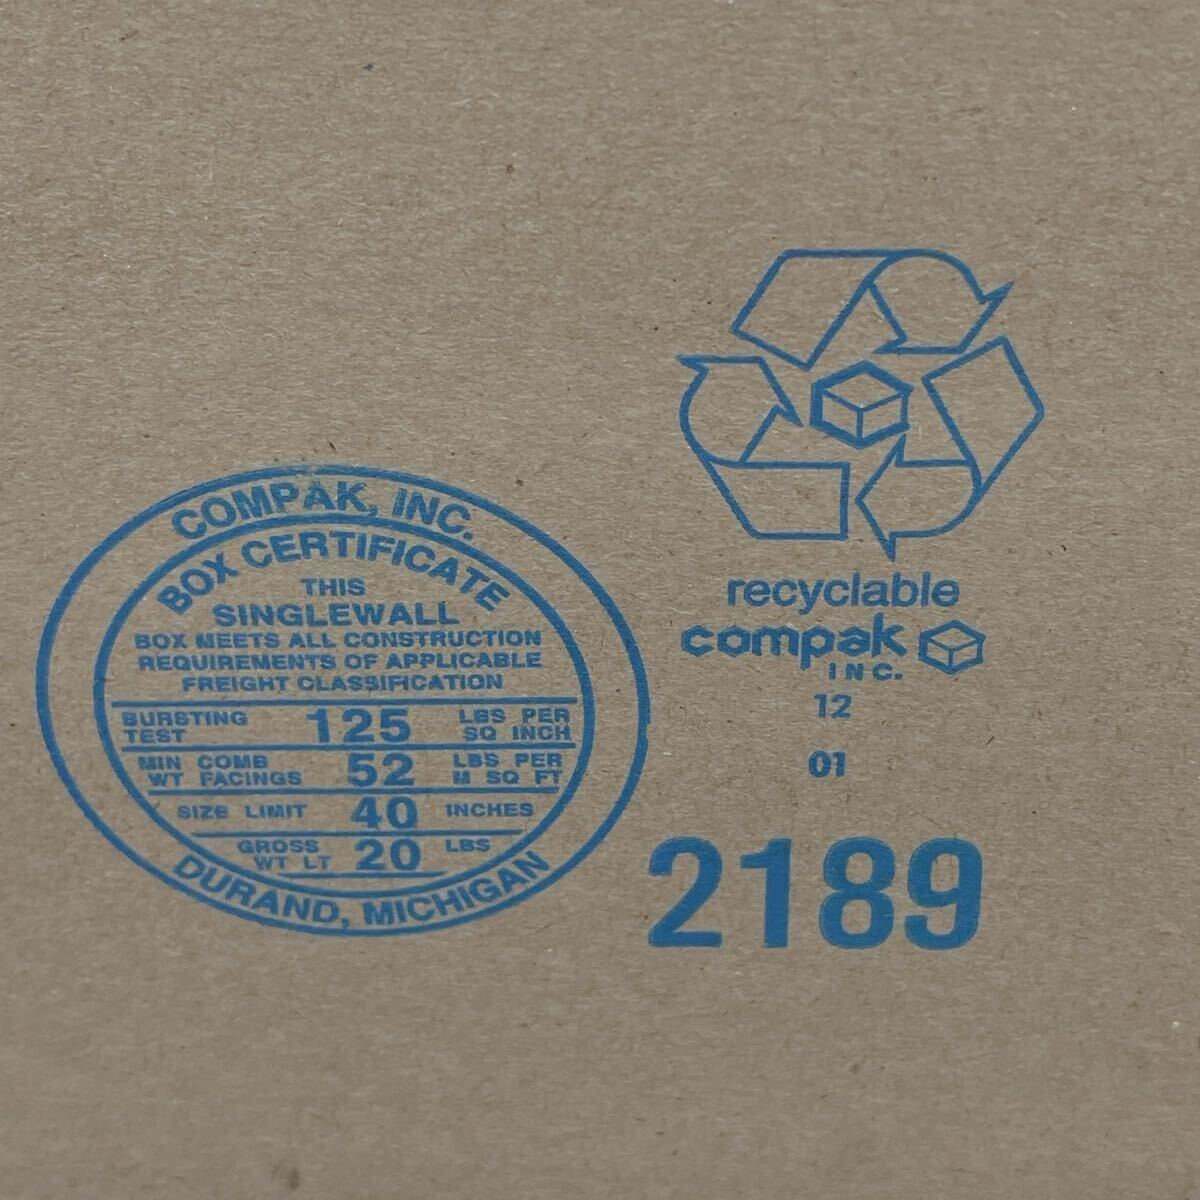 COMPAK, INC.
BOX CERTIFICATE
THIS
SINGLEWALL
BOX MEETS ALL CONSTRUCTION
REQUIREMENTS OF APPLICABLE
FREIGHT CLASSIFICATION
BURSTING TEST 125 LBS PER SQ INCH
MIN COMB WT FACINGS 52 LBS PER M SQ FT
SIZE LIMIT 40 INCHES
GROSS WT LT 20 LBS
DURAND, MICHIGAN
recyclable
compak
INC.
12
01
2189